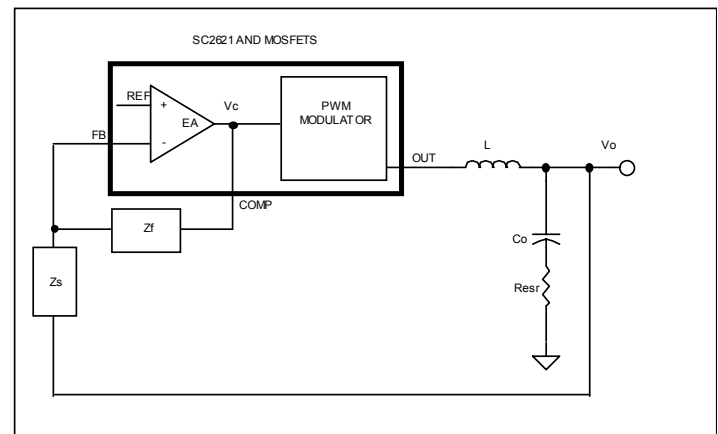 SC2621 AND MOSFETS
REF
+
EA
-
Vc
PWM
MODULATOR
FB
OUT
L
Vo
COMP
Zf
Co
Zs
Resr